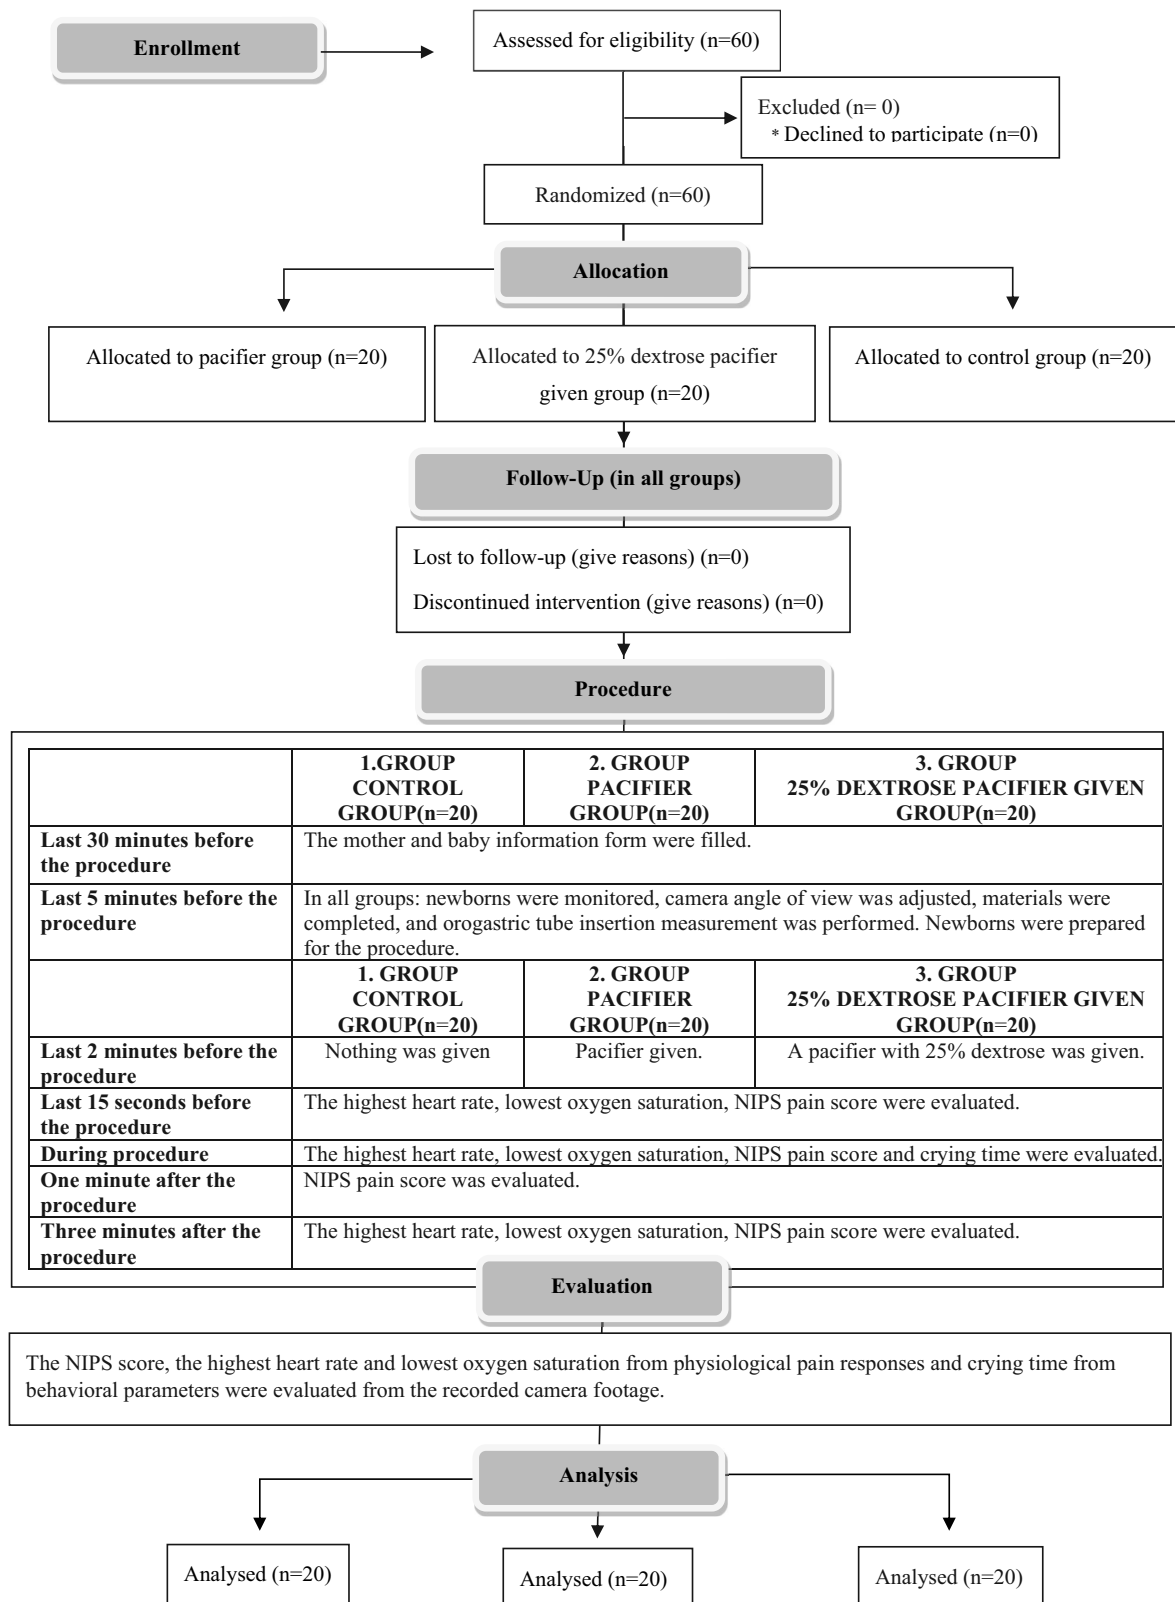 Enrollment
Assessed for eligibility (n=60)
Excluded (n= 0)
* Declined to participate (n=0)
Randomized (n=60)
Allocation
Allocated to pacifier group (n=20)
Allocated to 25% dextrose pacifier
given group (n=20)
Allocated to control group (n=20)
Follow-Up (in all groups)
Lost to follow-up (give reasons) (n=0)
Discontinued intervention (give reasons) (n=0)
Procedure
1.GROUP
CONTROL
GROUP(n=20)
2. GROUP
PACIFIER
GROUP(n=20)
3. GROUP
25% DEXTROSE PACIFIER GIVEN
GROUP(n=20)
Last 30 minutes before
the procedure
The mother and baby information form were filled.
Last 5 minutes before the
procedure
In all groups: newborns were monitored, camera angle of view was adjusted, materials were
completed, and orogastric tube insertion measurement was performed. Newborns were prepared
for the procedure.
1. GROUP
CONTROL
GROUP(n=20)
2. GROUP
PACIFIER
GROUP(n=20)
3. GROUP
25% DEXTROSE PACIFIER GIVEN
GROUP(n=20)
Last 2 minutes before the
procedure
Nothing was given
Pacifier given.
A pacifier with 25% dextrose was given.
Last 15 seconds before
the procedure
The highest heart rate, lowest oxygen saturation, NIPS pain score were evaluated.
During procedure
The highest heart rate, lowest oxygen saturation, NIPS pain score and crying time were evaluated.
One minute after the
procedure
NIPS pain score was evaluated.
Three minutes after the
procedure
The highest heart rate, lowest oxygen saturation, NIPS pain score were evaluated.
Evaluation
The NIPS score, the highest heart rate and lowest oxygen saturation from physiological pain responses and crying time from
behavioral parameters were evaluated from the recorded camera footage.
Analysis
Analysed (n=20)
Analysed (n=20)
Analysed (n=20)